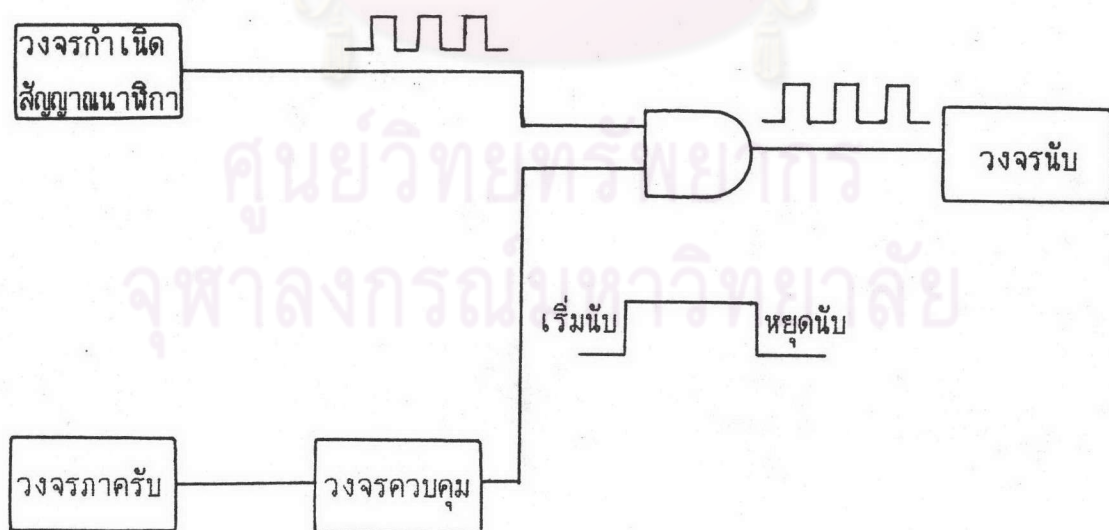 วงจรกำเนิด
สัญญาณนาฬิกา
วงจรนับ
ศูนย์วิทยทรัพยากร
จุฬาลงกรณ์มหาวิทยาลัย
เริ่มนับ
หยุดนับ
วงจรภาครับ
วงจรควบคุม